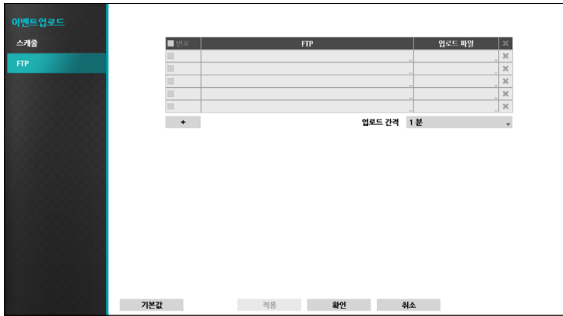 이벤트업로드
스케줄
FTP
번호 FTP 업로드 파일
+ 업로드 간격 1 분
기본값 적용 확인 취소